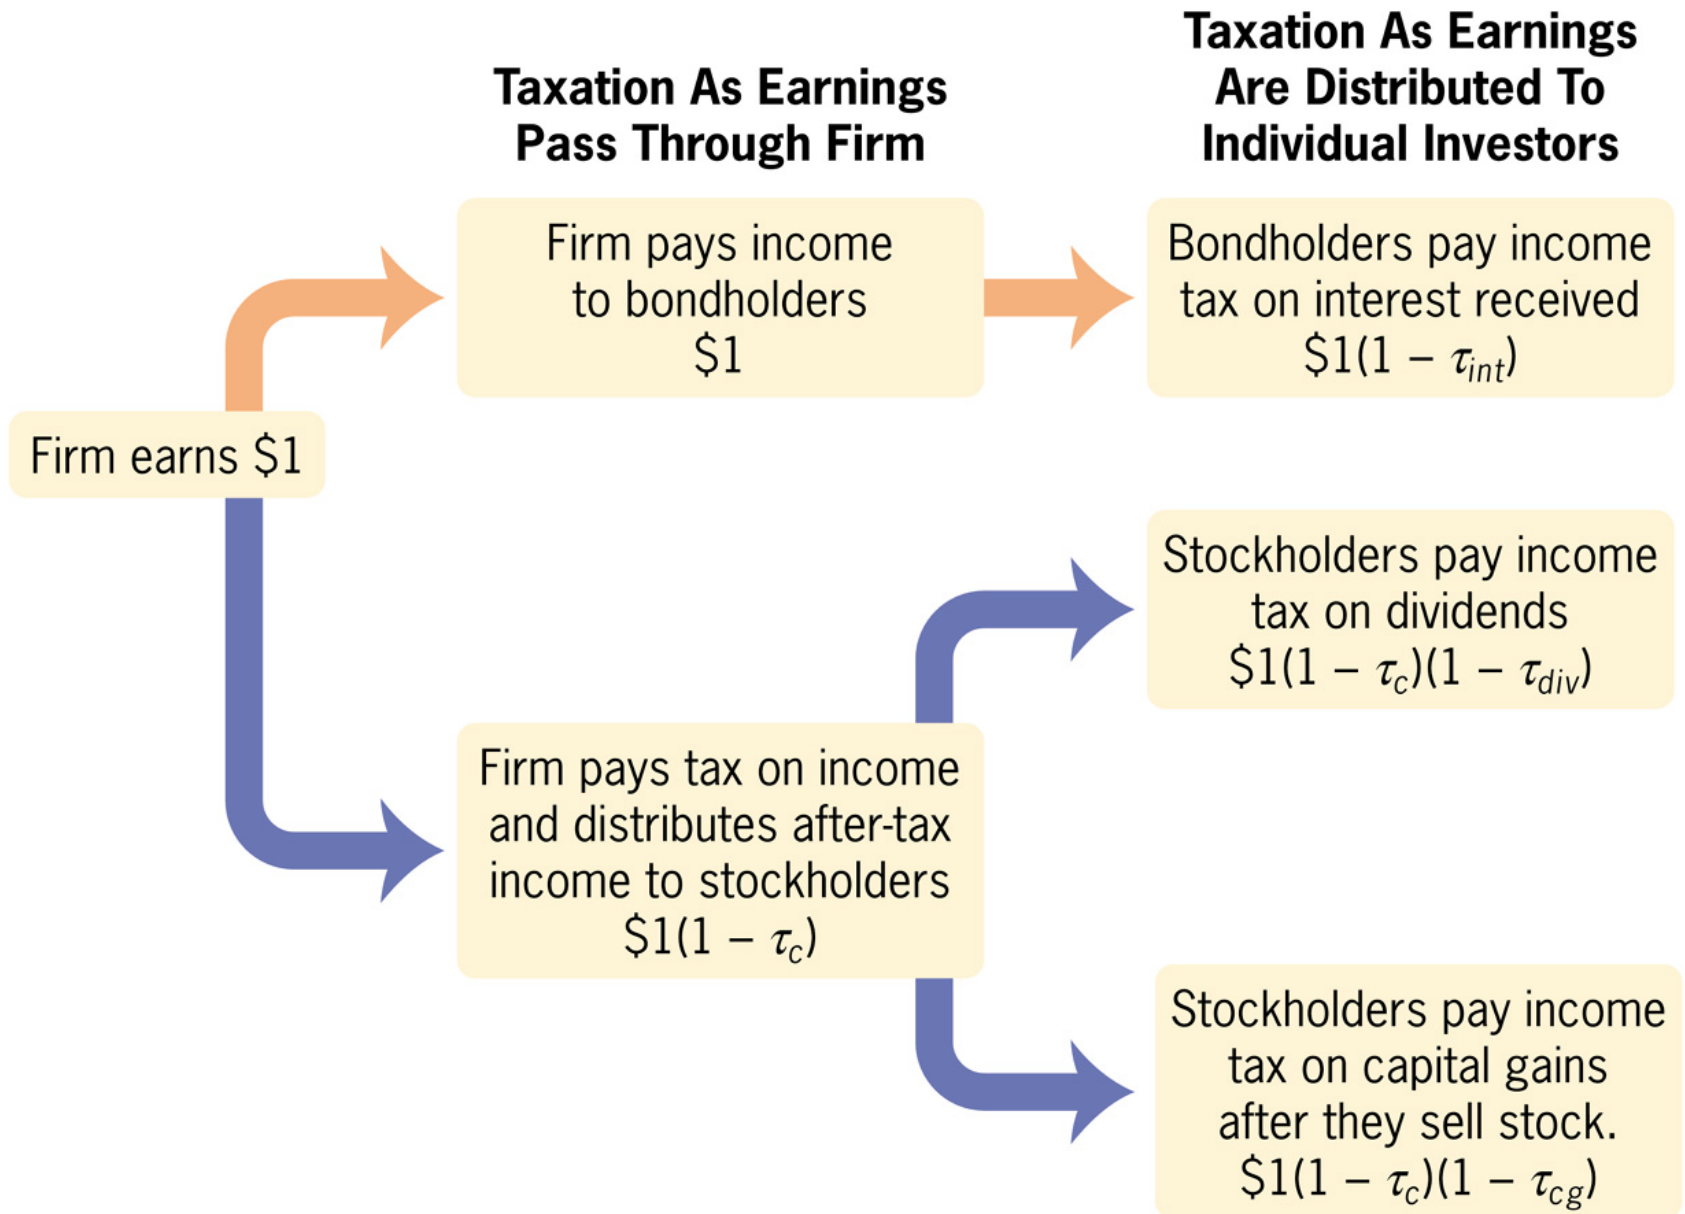 Taxation As Earnings
Pass Through Firm
Taxation As Earnings
Are Distributed To
Individual Investors
Firm earns $1
Firm pays income
to bondholders
$1
Bondholders pay income
tax on interest received
$1(1 – τint)
Firm pays tax on income
and distributes after-tax
income to stockholders
$1(1 – τc)
Stockholders pay income
tax on dividends
$1(1 – τc)(1 – τdiv)
Stockholders pay income
tax on capital gains
after they sell stock.
$1(1 – τc)(1 – τcg)